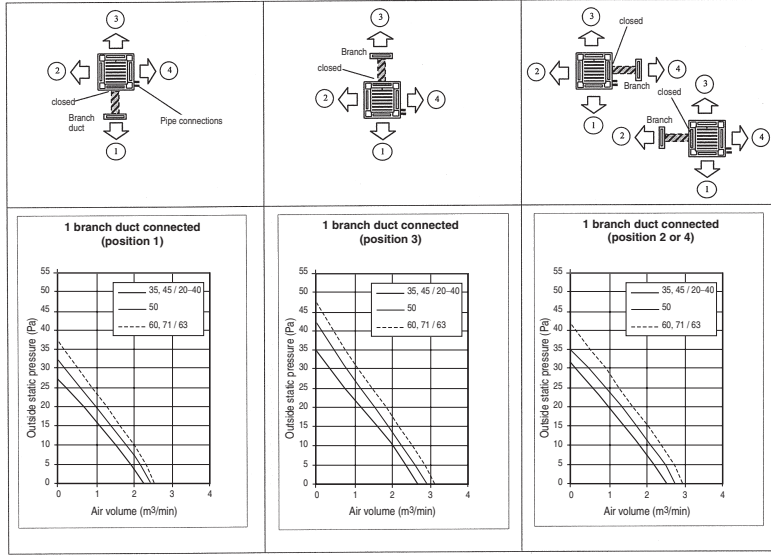 3
2
4
closed
Branch
duct
Pipe connections
1
3
Branch
closed
2
4
1
3
closed
2
4
Branch
1
3
closed
Branch
2
4
1
1 branch duct connected
(position 1)
Outside static pressure (Pa)
55
50
45
40
35
30
25
20
15
10
5
0
35, 45 / 20–40
50
60, 71 / 63
0 1 2 3 4
Air volume (m3/min)
1 branch duct connected
(position 3)
Outside static pressure (Pa)
55
50
45
40
35
30
25
20
15
10
5
0
35, 45 / 20–40
50
60, 71 / 63
0 1 2 3 4
Air volume (m3/min)
1 branch duct connected
(position 2 or 4)
Outside static pressure (Pa)
55
50
45
40
35
30
25
20
15
10
5
0
35, 45 / 20–40
50
60, 71 / 63
0 1 2 3 4
Air volume (m3/min)